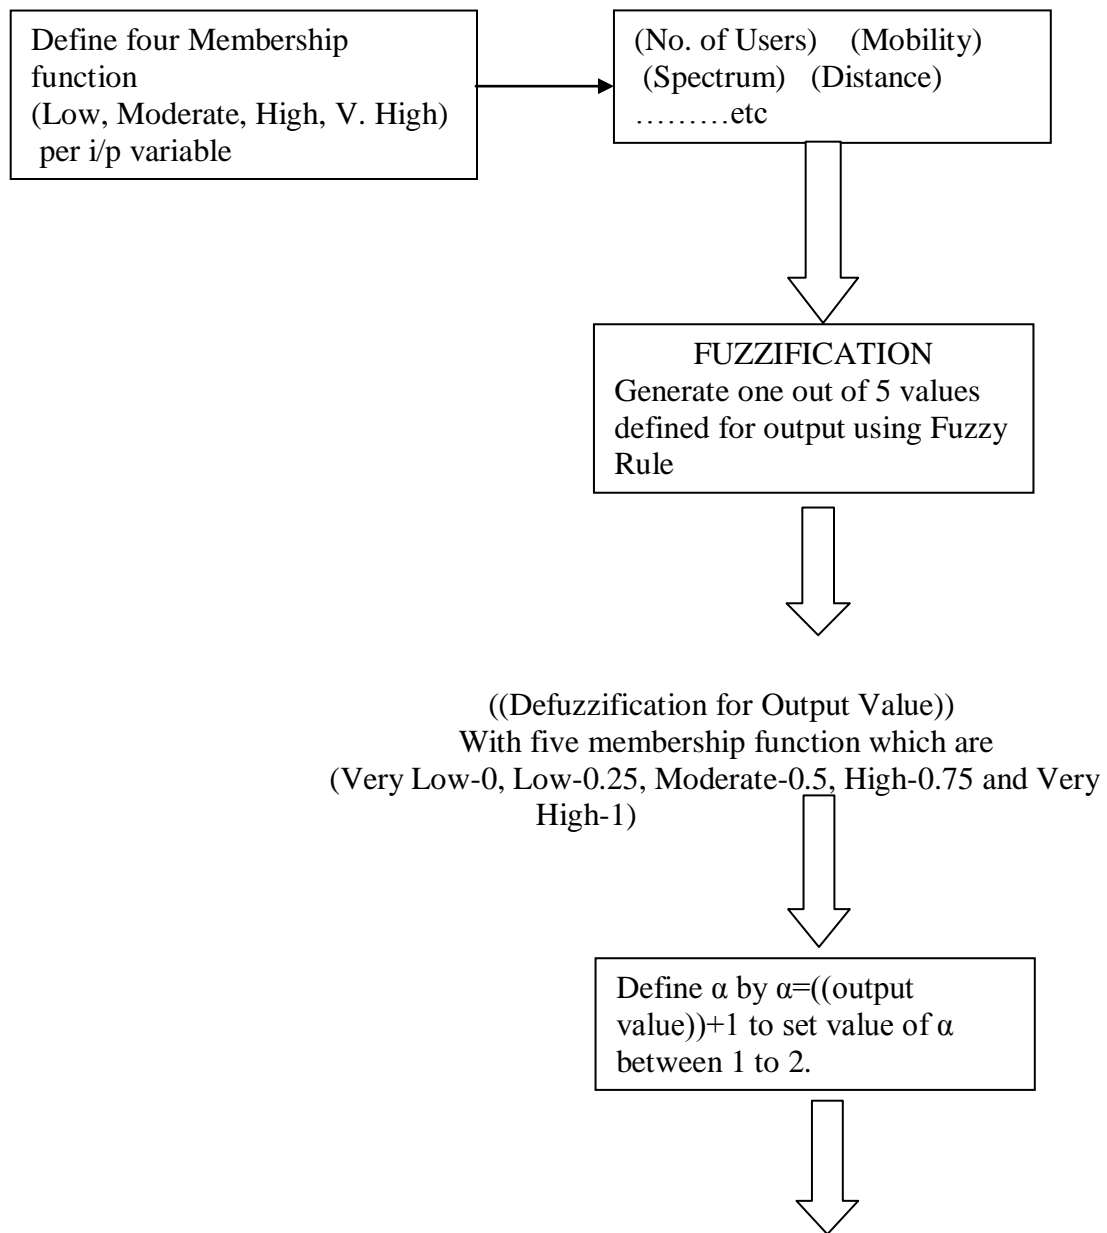 Define four Membership
function
(Low, Moderate, High, V. High)
per i/p variable
(No. of Users) (Mobility)
(Spectrum) (Distance)
………etc
FUZZIFICATION
Generate one out of 5 values
defined for output using Fuzzy
Rule
((Defuzzification for Output Value))
With five membership function which are
(Very Low-0, Low-0.25, Moderate-0.5, High-0.75 and Very
High-1)
Define α by α=((output
value))+1 to set value of α
between 1 to 2.